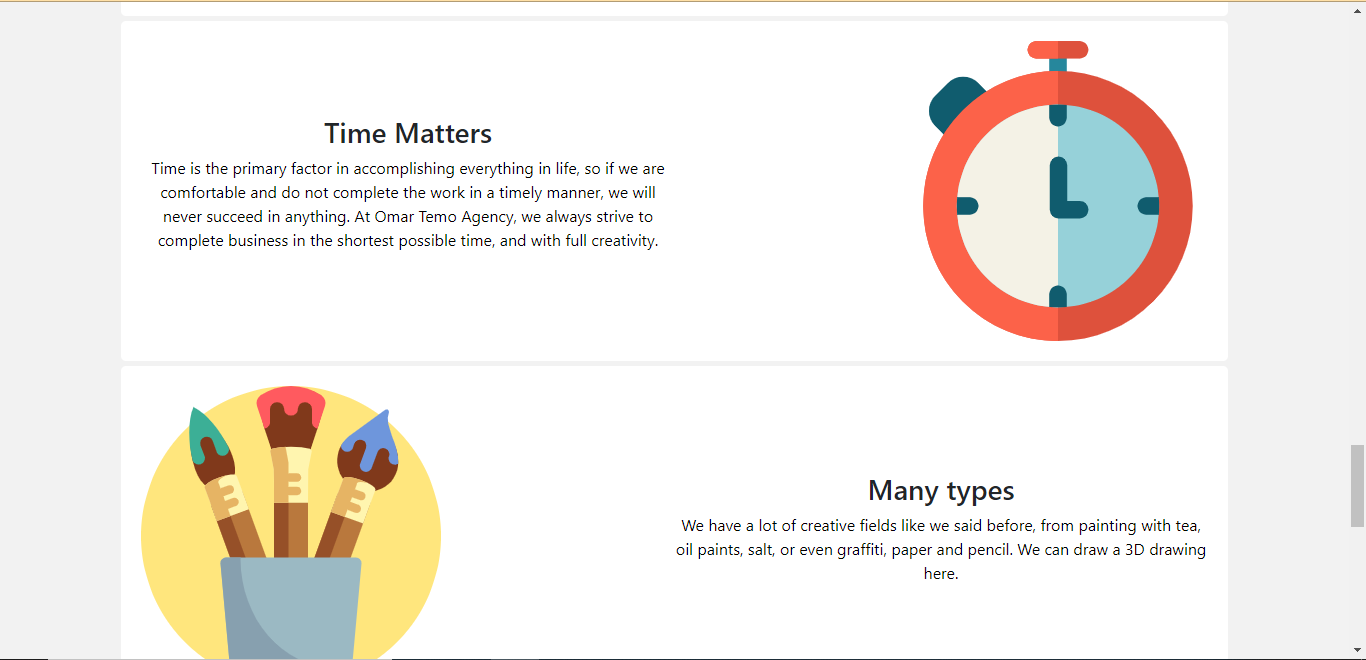 Time Matters
Time is the primary factor in accomplishing everything in life, so if we are
comfortable and do not complete the work in a timely manner, we will
never succeed in anything. At Omar Temo Agency, we always strive to
complete business in the shortest possible time, and with full creativity.
Many types
We have a lot of creative fields like we said before, from painting with tea,
oil paints, salt, or even graffiti, paper and pencil. We can draw a 3D drawing
here.